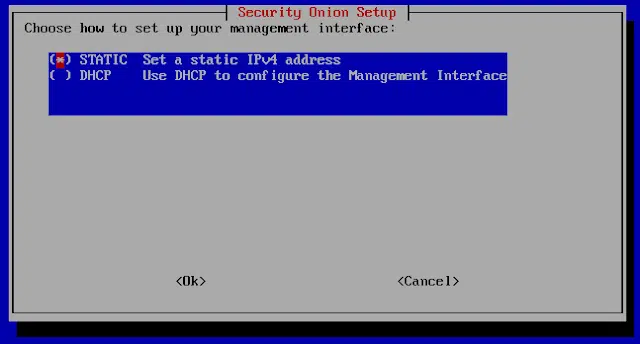 Security Onion Setup
Choose how to set up your management interface:
(*) STATIC Set a static IPv4 address
( ) DHCP Use DHCP to configure the Management Interface
<Ok> <Cancel>